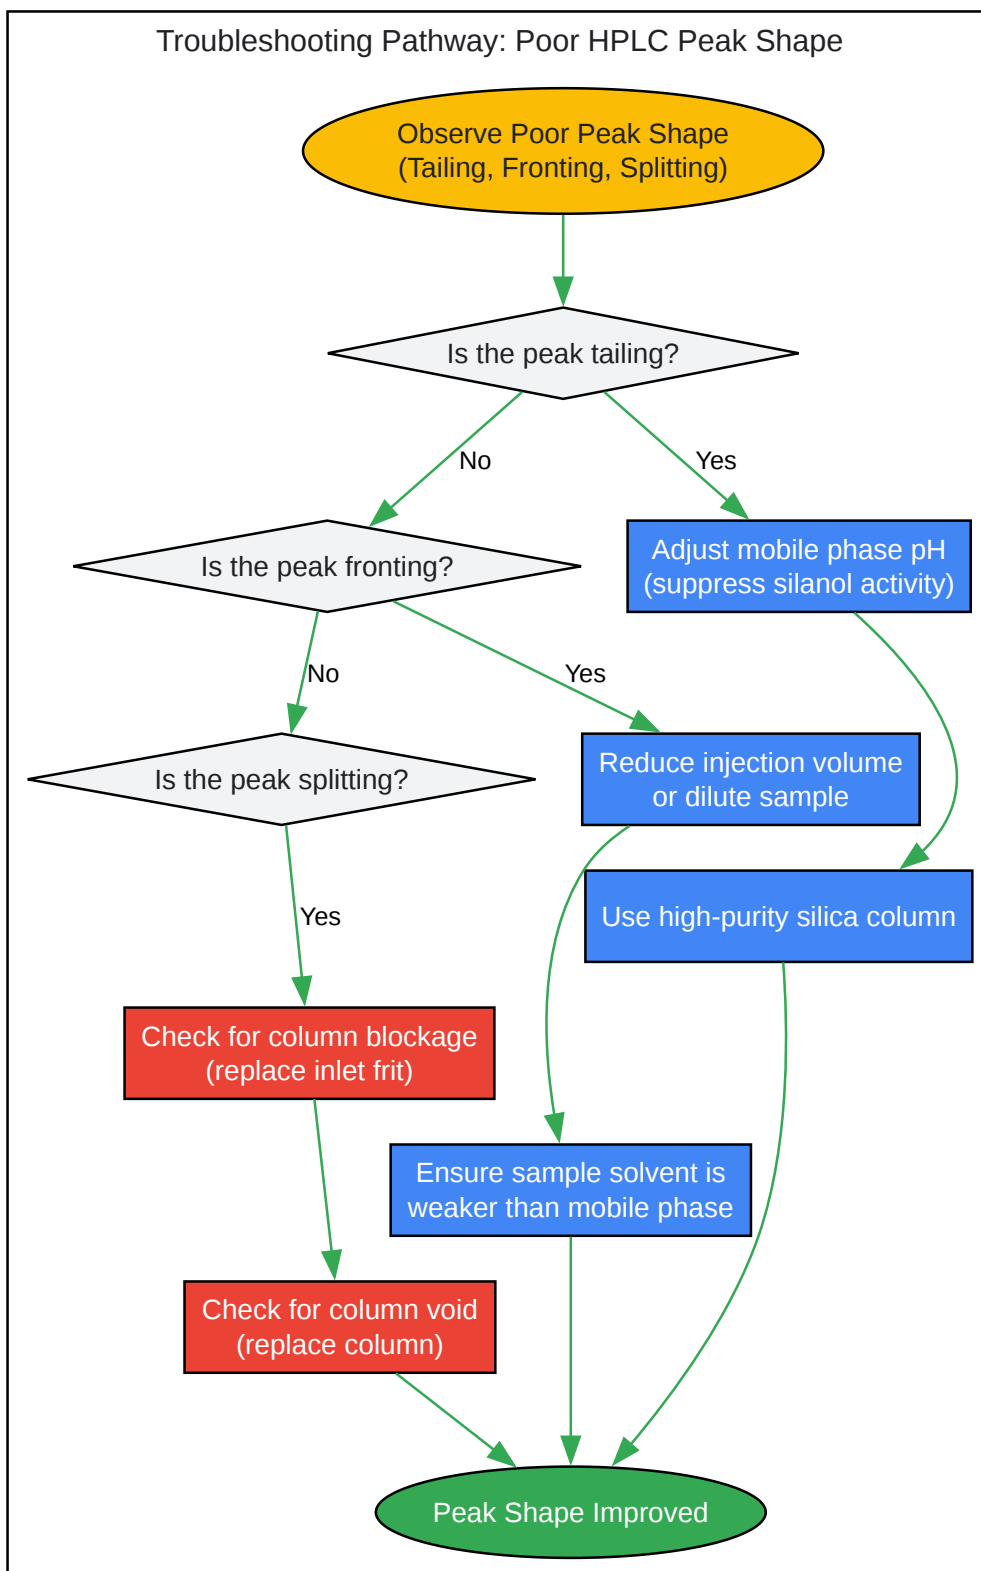 Troubleshooting Pathway: Poor HPLC Peak Shape
Observe Poor Peak Shape
(Tailing, Fronting, Splitting)
Is the peak tailing?
No
Yes
Is the peak fronting?
Adjust mobile phase pH
(suppress silanol activity)
No
Yes
Is the peak splitting?
Reduce injection volume
or dilute sample
Yes
Use high-purity silica column
Check for column blockage
(replace inlet frit)
Ensure sample solvent is
weaker than mobile phase
Check for column void
(replace column)
Peak Shape Improved